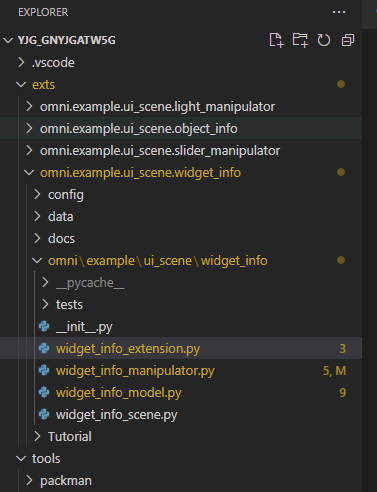 EXPLORER
YJG_GNYJGATW5G
.vscode
exts
omni.example.ui_scene.light_manipulator
omni.example.ui_scene.object_info
omni.example.ui_scene.slider_manipulator
omni.example.ui_scene.widget_info
config
data
docs
omni\example\ui_scene\widget_info
__pycache__
tests
__init__.py
widget_info_extension.py 3
widget_info_manipulator.py 5, M
widget_info_model.py 9
widget_info_scene.py
Tutorial
tools
packman